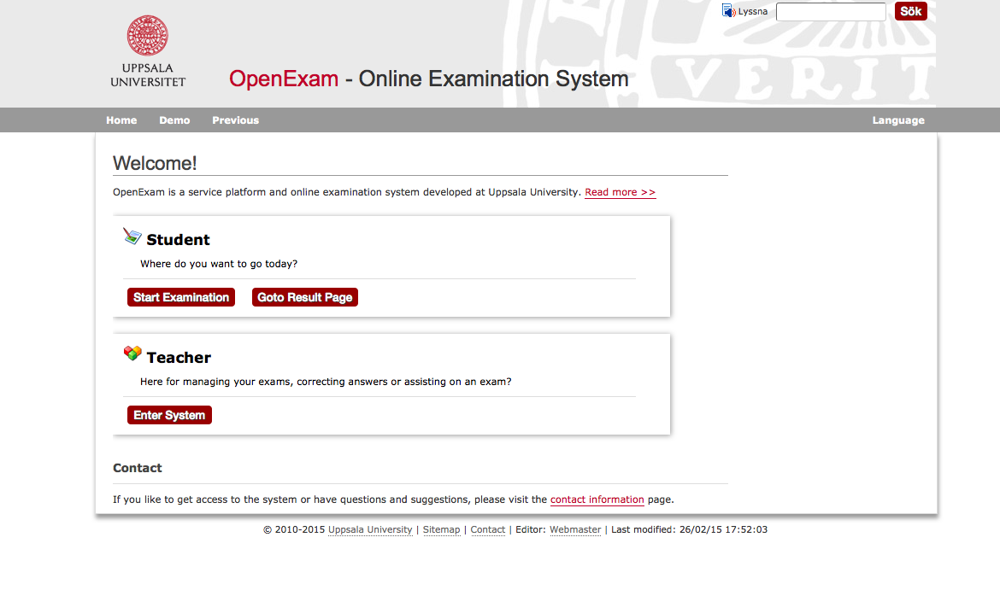 Lyssna
Sök
UPPSALA
UNIVERSITET
OpenExam - Online Examination System
VERIT
Home Demo Previous Language
Welcome!
OpenExam is a service platform and online examination system developed at Uppsala University. Read more >>
Student
Where do you want to go today?
Start Examination Goto Result Page
Teacher
Here for managing your exams, correcting answers or assisting on an exam?
Enter System
Contact
If you like to get access to the system or have questions and suggestions, please visit the contact information page.
© 2010-2015 Uppsala University | Sitemap | Contact | Editor: Webmaster | Last modified: 26/02/15 17:52:03